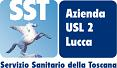 SST
Azienda
USL 2
Lucca
Servizio Sanitario della Toscana